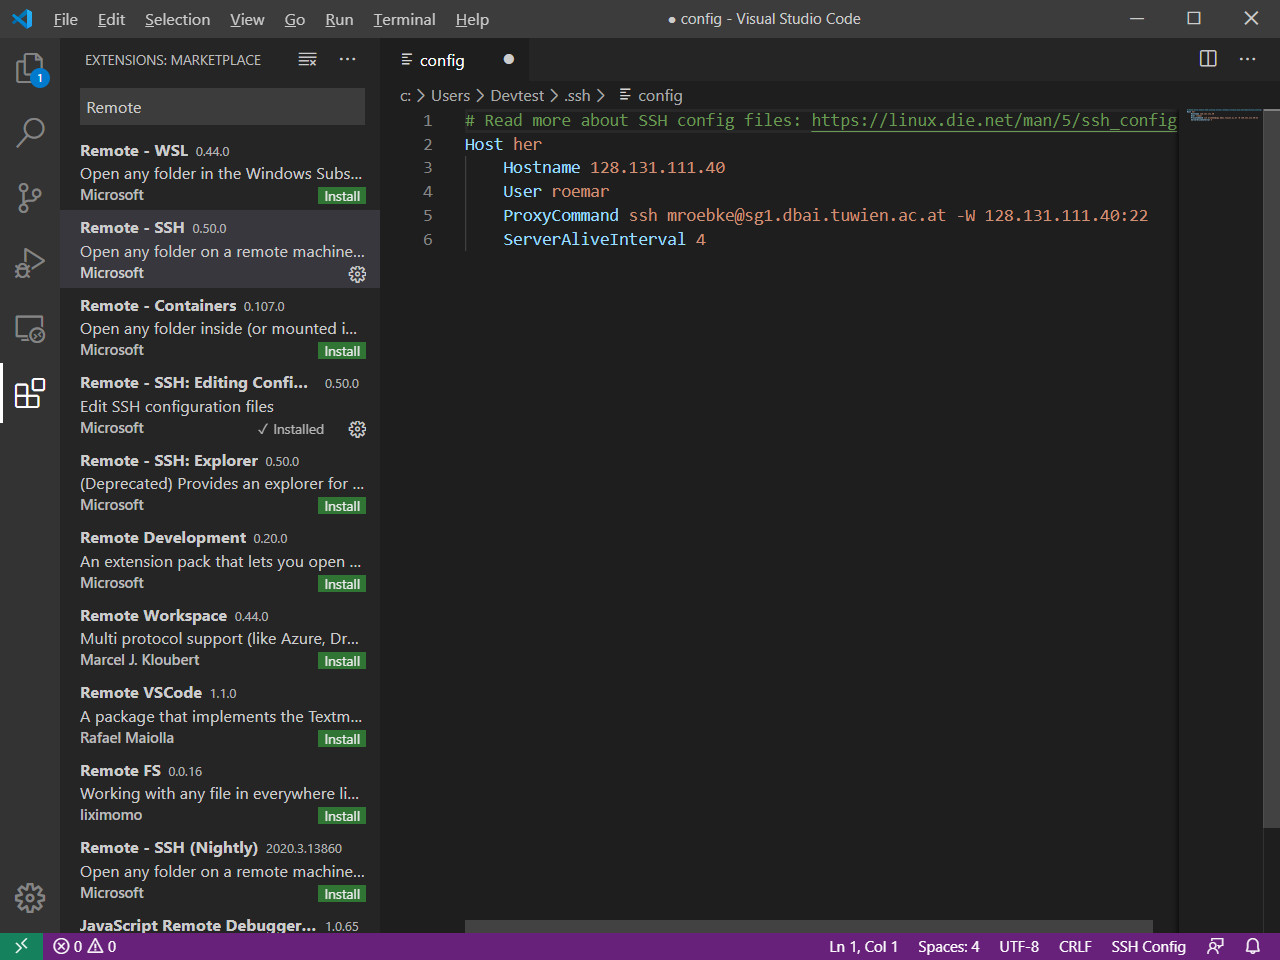 File Edit Selection View Go Run Terminal Help
● config - Visual Studio Code
1
EXTENSIONS: MARKETPLACE
Remote
Remote - WSL 0.44.0
Open any folder in the Windows Subs...
Microsoft
Install
Remote - SSH 0.50.0
Open any folder on a remote machine...
Microsoft
Remote - Containers 0.107.0
Open any folder inside (or mounted i...
Microsoft
Install
Remote - SSH: Editing Confi... 0.50.0
Edit SSH configuration files
Microsoft
✓ Installed
Remote - SSH: Explorer 0.50.0
(Deprecated) Provides an explorer for ...
Microsoft
Install
Remote Development 0.20.0
An extension pack that lets you open ...
Microsoft
Install
Remote Workspace 0.44.0
Multi protocol support (like Azure, Dr...
Marcel J. Kloubert
Install
Remote VSCode 1.1.0
A package that implements the Textm...
Rafael Maiolla
Install
Remote FS 0.0.16
Working with any file in everywhere li...
liximomo
Install
Remote - SSH (Nightly) 2020.3.13860
Open any folder on a remote machine...
Microsoft
Install
JavaScript Remote Debugger... 1.0.65
config
c: > Users > Devtest > .ssh > config
1 # Read more about SSH config files: https://linux.die.net/man/5/ssh_config
2 Host her
3 Hostname 128.131.111.40
4 User roemar
5 ProxyCommand ssh mroebke@sg1.dbai.tuwien.ac.at -W 128.131.111.40:22
6 ServerAliveInterval 4
0 0
Ln 1, Col 1
Spaces: 4
UTF-8
CRLF
SSH Config